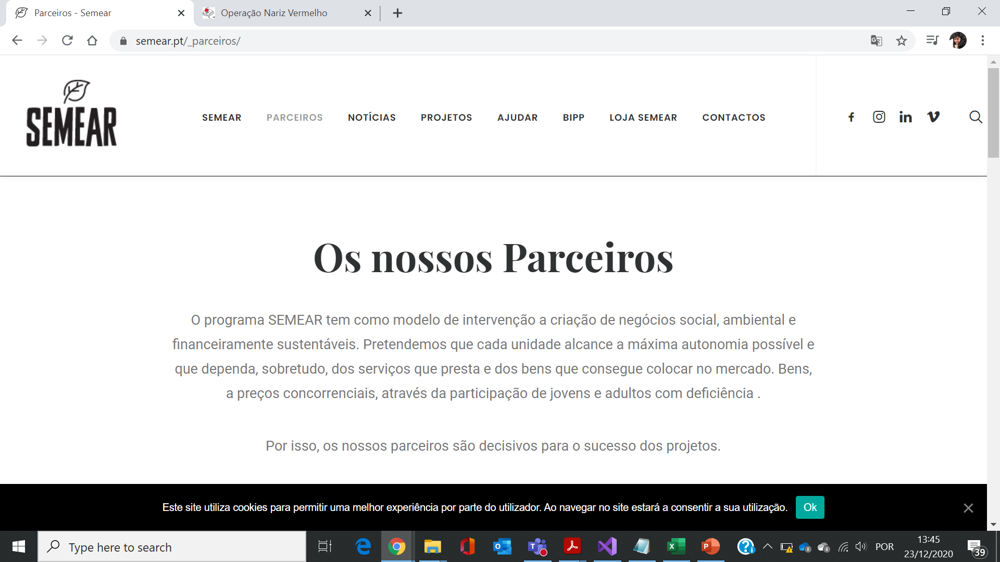 Parceiros - Semear
Operação Nariz Vermelho
semear.pt/_parceiros/
SEMEAR
SEMEAR
PARCEIROS
NOTÍCIAS
PROJETOS
AJUDAR
BIPP
LOJA SEMEAR
CONTACTOS
Os nossos Parceiros
O programa SEMEAR tem como modelo de intervenção a criação de negócios social, ambiental e
financeiramente sustentáveis. Pretendemos que cada unidade alcance a máxima autonomia possível e
que dependa, sobretudo, dos serviços que presta e dos bens que consegue colocar no mercado. Bens,
a preços concorrenciais, através da participação de jovens e adultos com deficiência .
Por isso, os nossos parceiros são decisivos para o sucesso dos projetos.
Este site utiliza cookies para permitir uma melhor experiência por parte do utilizador. Ao navegar no site estará a consentir a sua utilização.
Ok
Type here to search
POR
13:45
23/12/2020
39